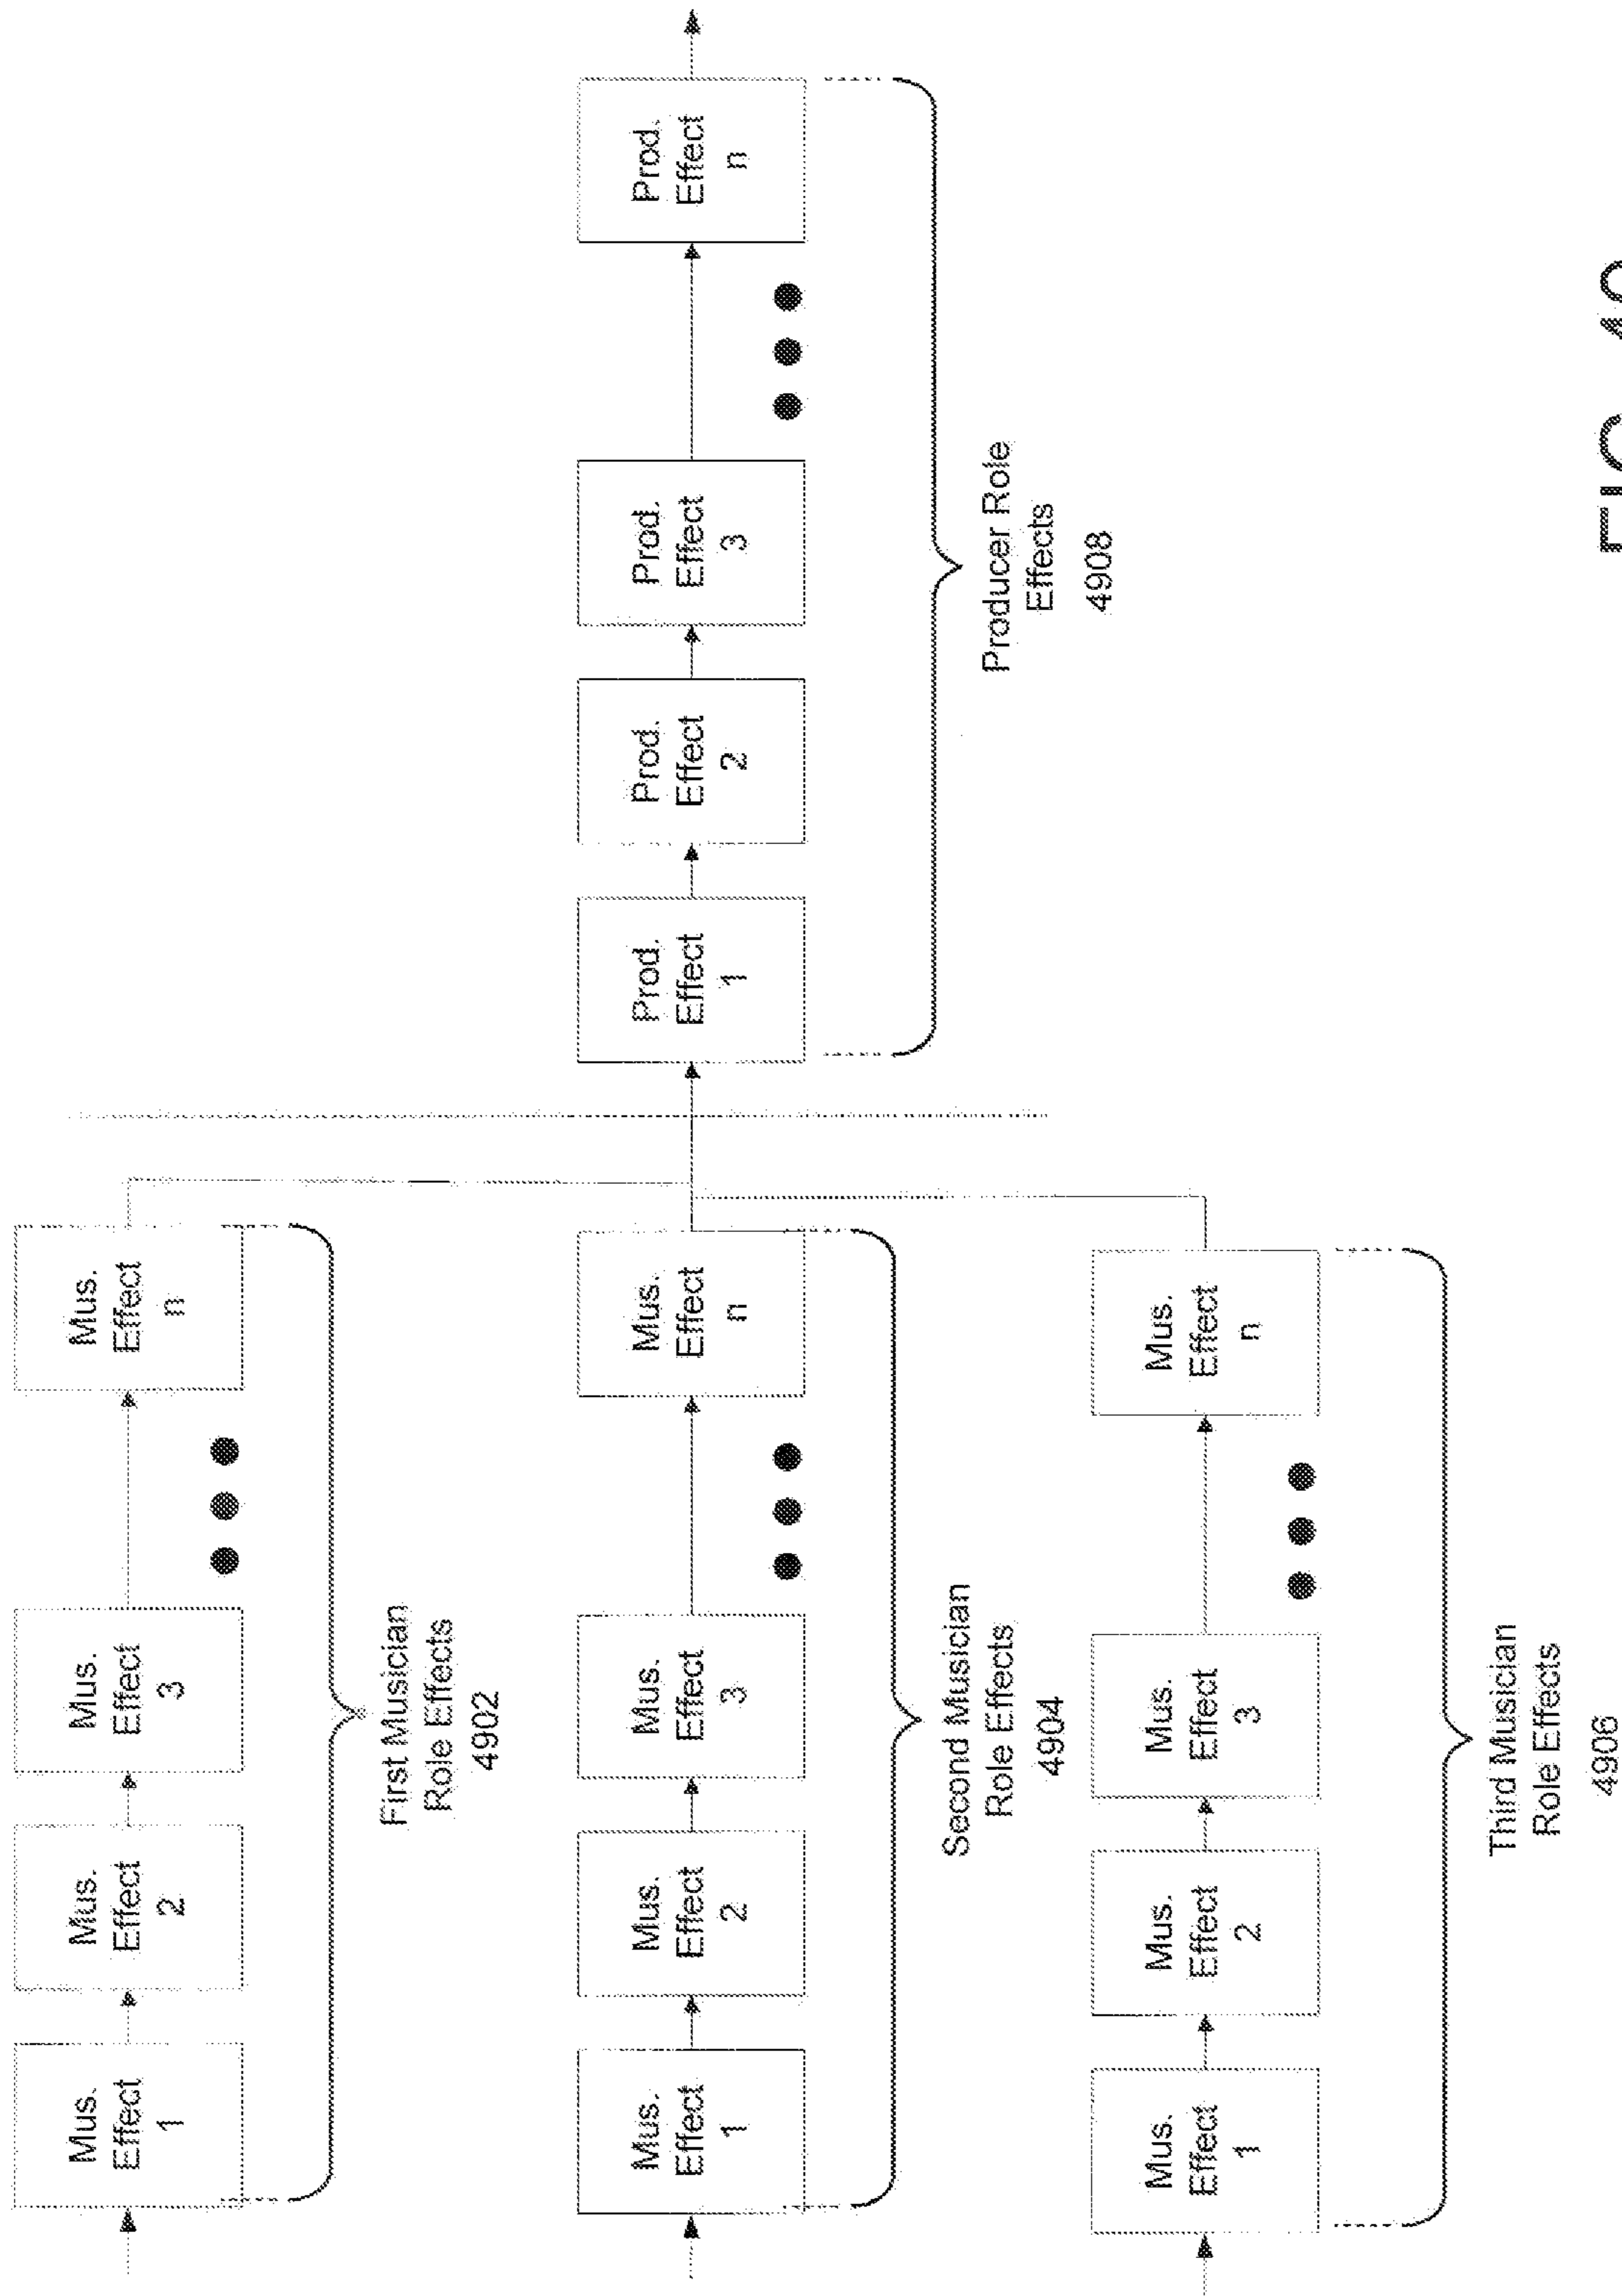 Mus.
Effect
1
Mus.
Effect
2
Mus.
Effect
3
Mus.
Effect
n
First Musician
Role Effects
4902
Mus.
Effect
1
Mus.
Effect
2
Mus.
Effect
3
Mus.
Effect
n
Second Musician
Role Effects
4904
Prod.
Effect
1
Prod.
Effect
2
Prod.
Effect
3
Prod.
Effect
n
Producer Role
Effects
4908
Mus.
Effect
1
Mus.
Effect
2
Mus.
Effect
3
Mus.
Effect
n
Third Musician
Role Effects
4906